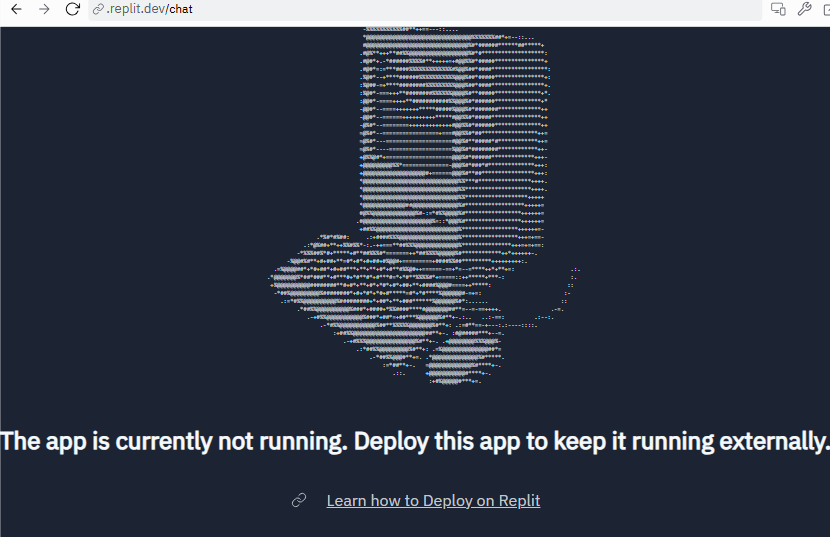 .replit.dev/chat
The app is currently not running. Deploy this app to keep it running externally.
Learn how to Deploy on Replit